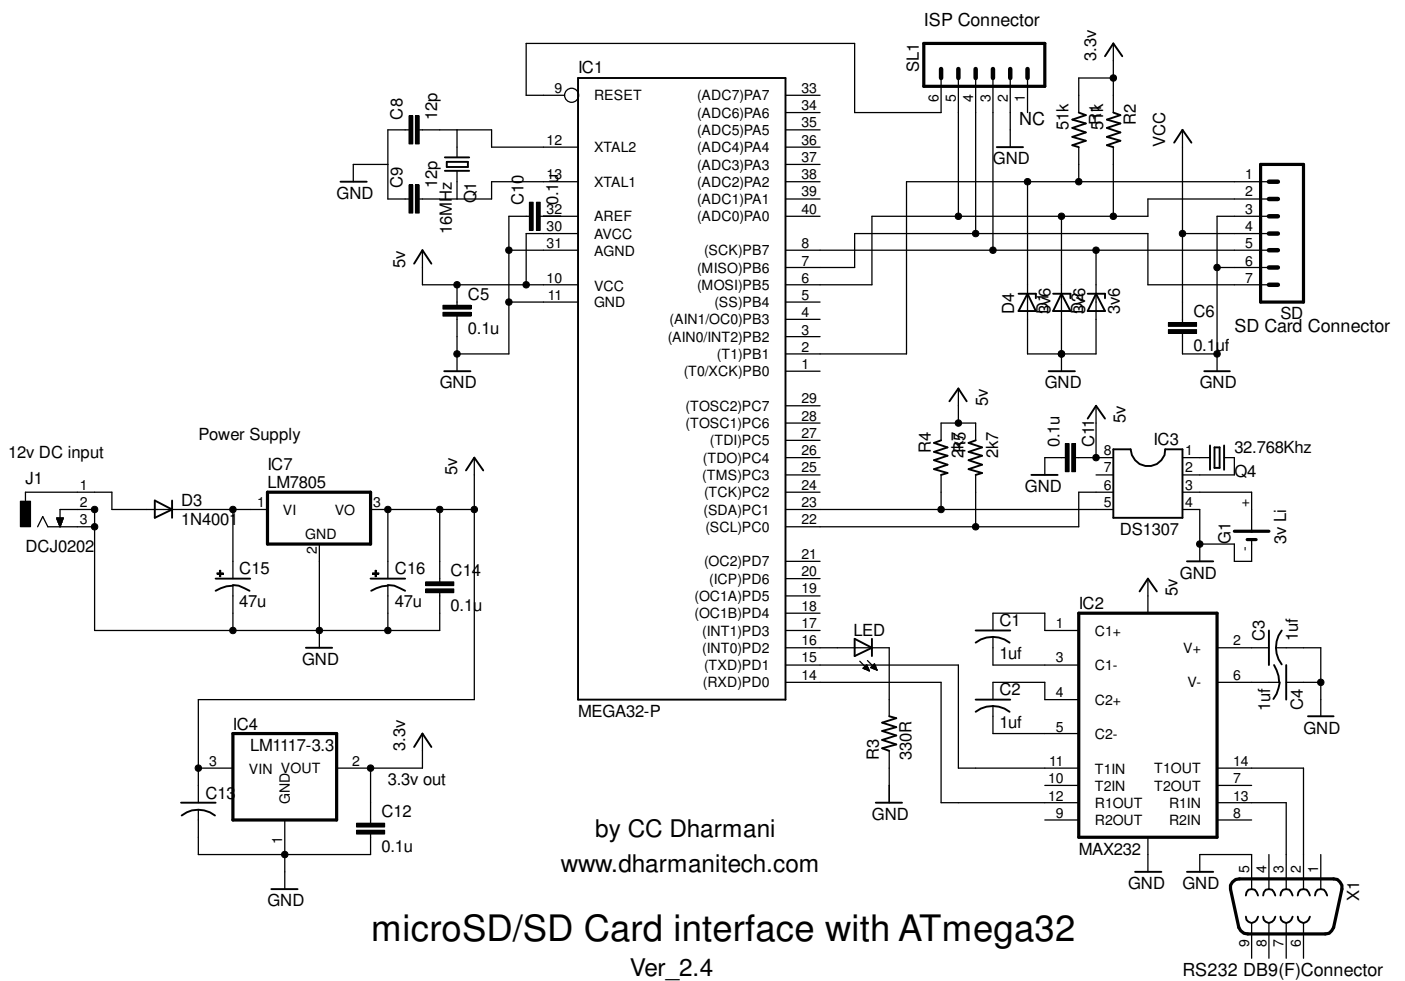 ISP Connector
SL1
6
5
4
3
2
1
NC
GND
3.3v
51k
R1
51k
R2
VCC
IC1
9
RESET
12
XTAL2
13
XTAL1
32
AREF
30
AVCC
31
AGND
10
VCC
11
GND
(ADC7)PA7
33
(ADC6)PA6
34
(ADC5)PA5
35
(ADC4)PA4
36
(ADC3)PA3
37
(ADC2)PA2
38
(ADC1)PA1
39
(ADC0)PA0
40
(SCK)PB7
8
(MISO)PB6
7
(MOSI)PB5
6
(SS)PB4
5
(AIN1/OC0)PB3
4
(AIN0/INT2)PB2
3
(T1)PB1
2
(T0/XCK)PB0
1
(TOSC2)PC7
29
(TOSC1)PC6
28
(TDI)PC5
27
(TDO)PC4
26
(TMS)PC3
25
(TCK)PC2
24
(SDA)PC1
23
(SCL)PC0
22
(OC2)PD7
21
(ICP)PD6
20
(OC1A)PD5
19
(OC1B)PD4
18
(INT1)PD3
17
(INT0)PD2
16
(TXD)PD1
15
(RXD)PD0
14
MEGA32-P
C8
12p
C9
12p
GND
16MHz
Q1
C10
0.1u
5v
C5
0.1u
GND
1
2
3
4
5
6
7
SD
SD Card Connector
C6
0.1uf
GND
D4
3v6
3v6
GND
Power Supply
12v DC input
J1
1
2
3
DCJ0202
D3
1N4001
IC7
LM7805
1
VI
VO
3
GND
2
5v
C15
47u
C16
47u
C14
0.1u
GND
IC4
LM1117-3.3
3
VIN
VOUT
2
GND
1
3.3v
3.3v out
C13
C12
0.1u
GND
5v
R4
2k7
R5
2k7
0.1u
C11
5v
GND
IC3
8
7
6
5
1
2
3
4
DS1307
32.768Khz
Q4
+
G1
-
3v Li
GND
LED
R3
330R
GND
5v
IC2
1
C1+
3
C1-
4
C2+
5
C2-
11
T1IN
10
T2IN
12
R1OUT
9
R2OUT
V+
2
V-
6
T1OUT
14
T2OUT
7
R1IN
13
R2IN
8
MAX232
C1
1uf
C2
1uf
C3
1uf
1uf
C4
GND
GND
GND
5
4
3
2
1
X1
9
8
7
6
RS232 DB9(F)Connector
by CC Dharmani
www.dharmanitech.com
microSD/SD Card interface with ATmega32
Ver_2.4